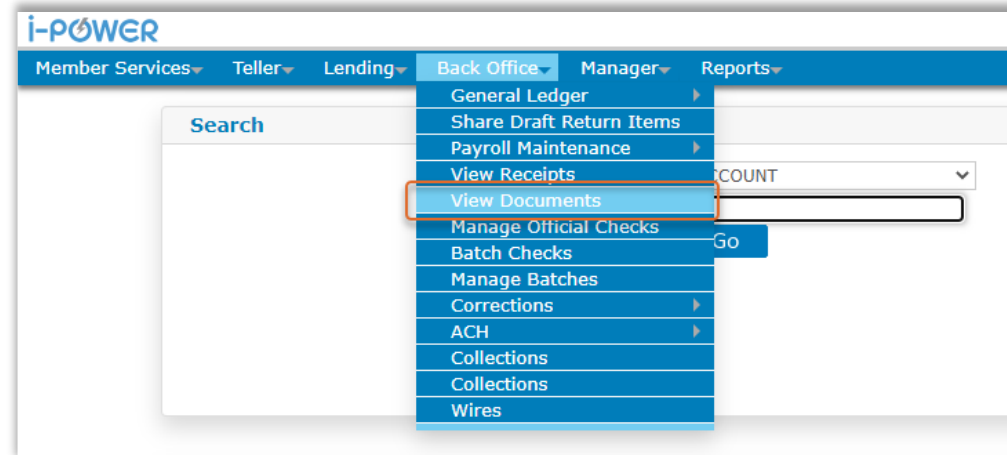 i-POWER
Member Services Teller Lending Back Office Manager Reports
Search
General Ledger
Share Draft Return Items
Payroll Maintenance
View Receipts
CCOUNT
View Documents
Manage Official Checks
Go
Batch Checks
Manage Batches
Corrections
ACH
Collections
Collections
Wires